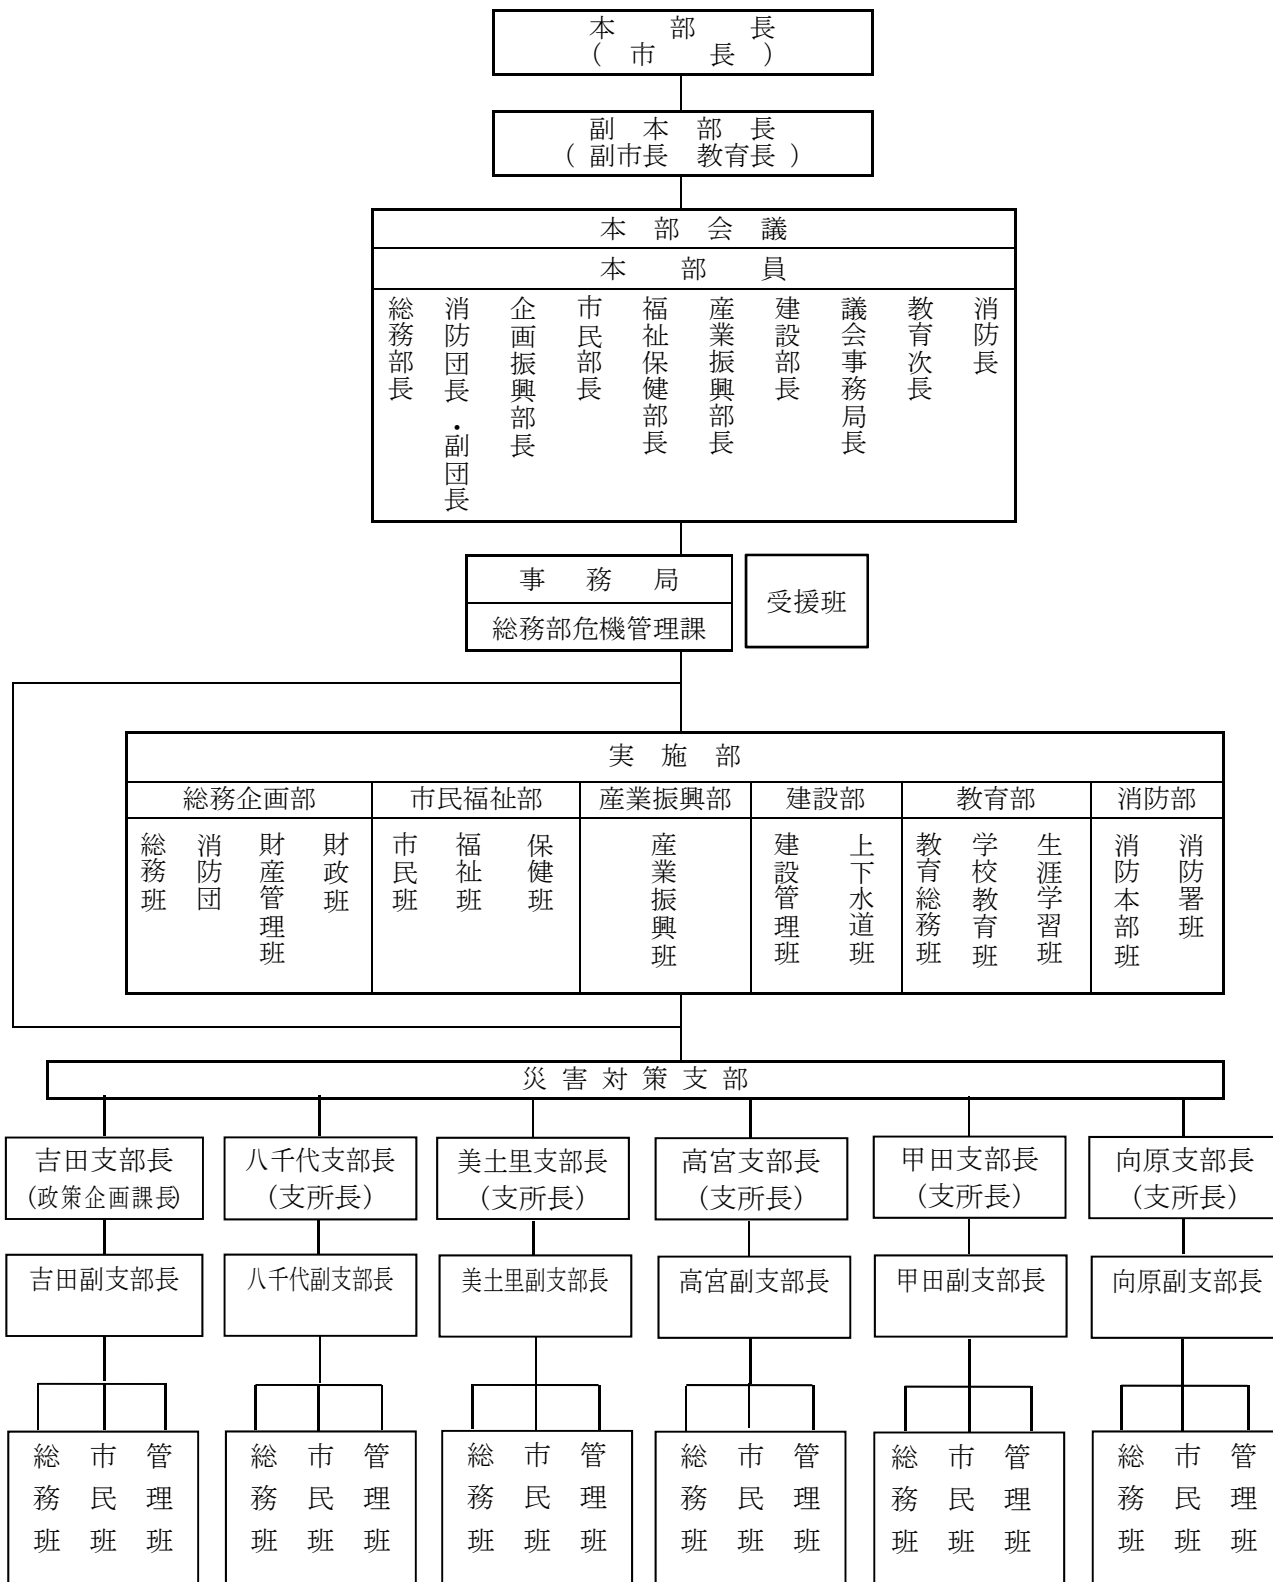 本部長
（市長）
副本部長
（副市長 教育長）
本部会議
本部員
総務部長
消防団長・副団長
企画振興部長
市民部長
福祉保健部長
産業振興部長
建設部長
議会事務局長
教育次長
消防長
事務局
総務部危機管理課
受援班
実施部
総務企画部
市民福祉部
産業振興部
建設部
教育部
消防部
総務班
消防団
財産管理班
財政班
市民班
福祉班
保健班
産業振興班
建設管理班
上下水道班
教育総務班
学校教育班
生涯学習班
消防本部班
消防署班
災害対策支部
吉田支部長
（政策企画課長）
八千代支部長
（支所長）
美土里支部長
（支所長）
高宮支部長
（支所長）
甲田支部長
（支所長）
向原支部長
（支所長）
吉田副支部長
八千代副支部長
美土里副支部長
高宮副支部長
甲田副支部長
向原副支部長
総務班
市民班
管理班
総務班
市民班
管理班
総務班
市民班
管理班
総務班
市民班
管理班
総務班
市民班
管理班
総務班
市民班
管理班